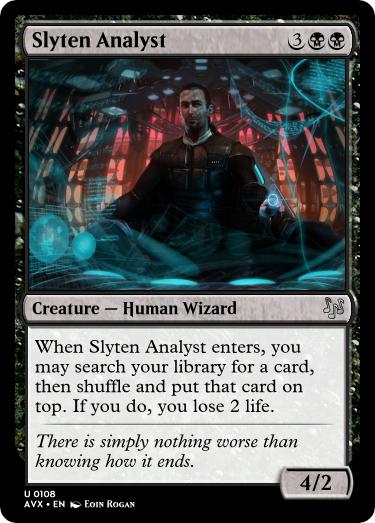 Slyten Analyst 3
Creature — Human Wizard
When Slyten Analyst enters, you
may search your library for a card,
then shuffle and put that card on
top. If you do, you lose 2 life.
There is simply nothing worse than
knowing how it ends.
4/2
U 0108
AVX • EN Eoin Rogan